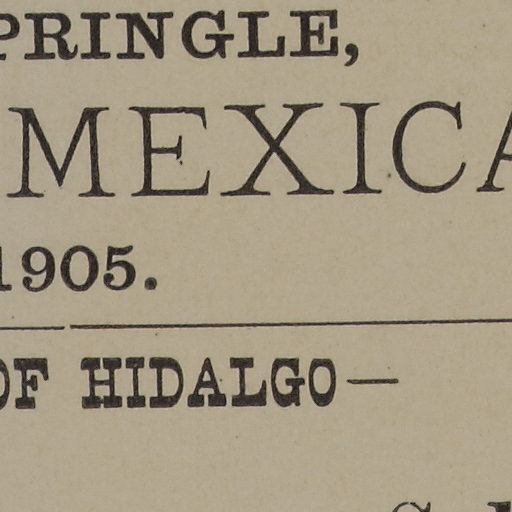 PRINGLE,
MEXICA
1905.
OF HIDALGO—